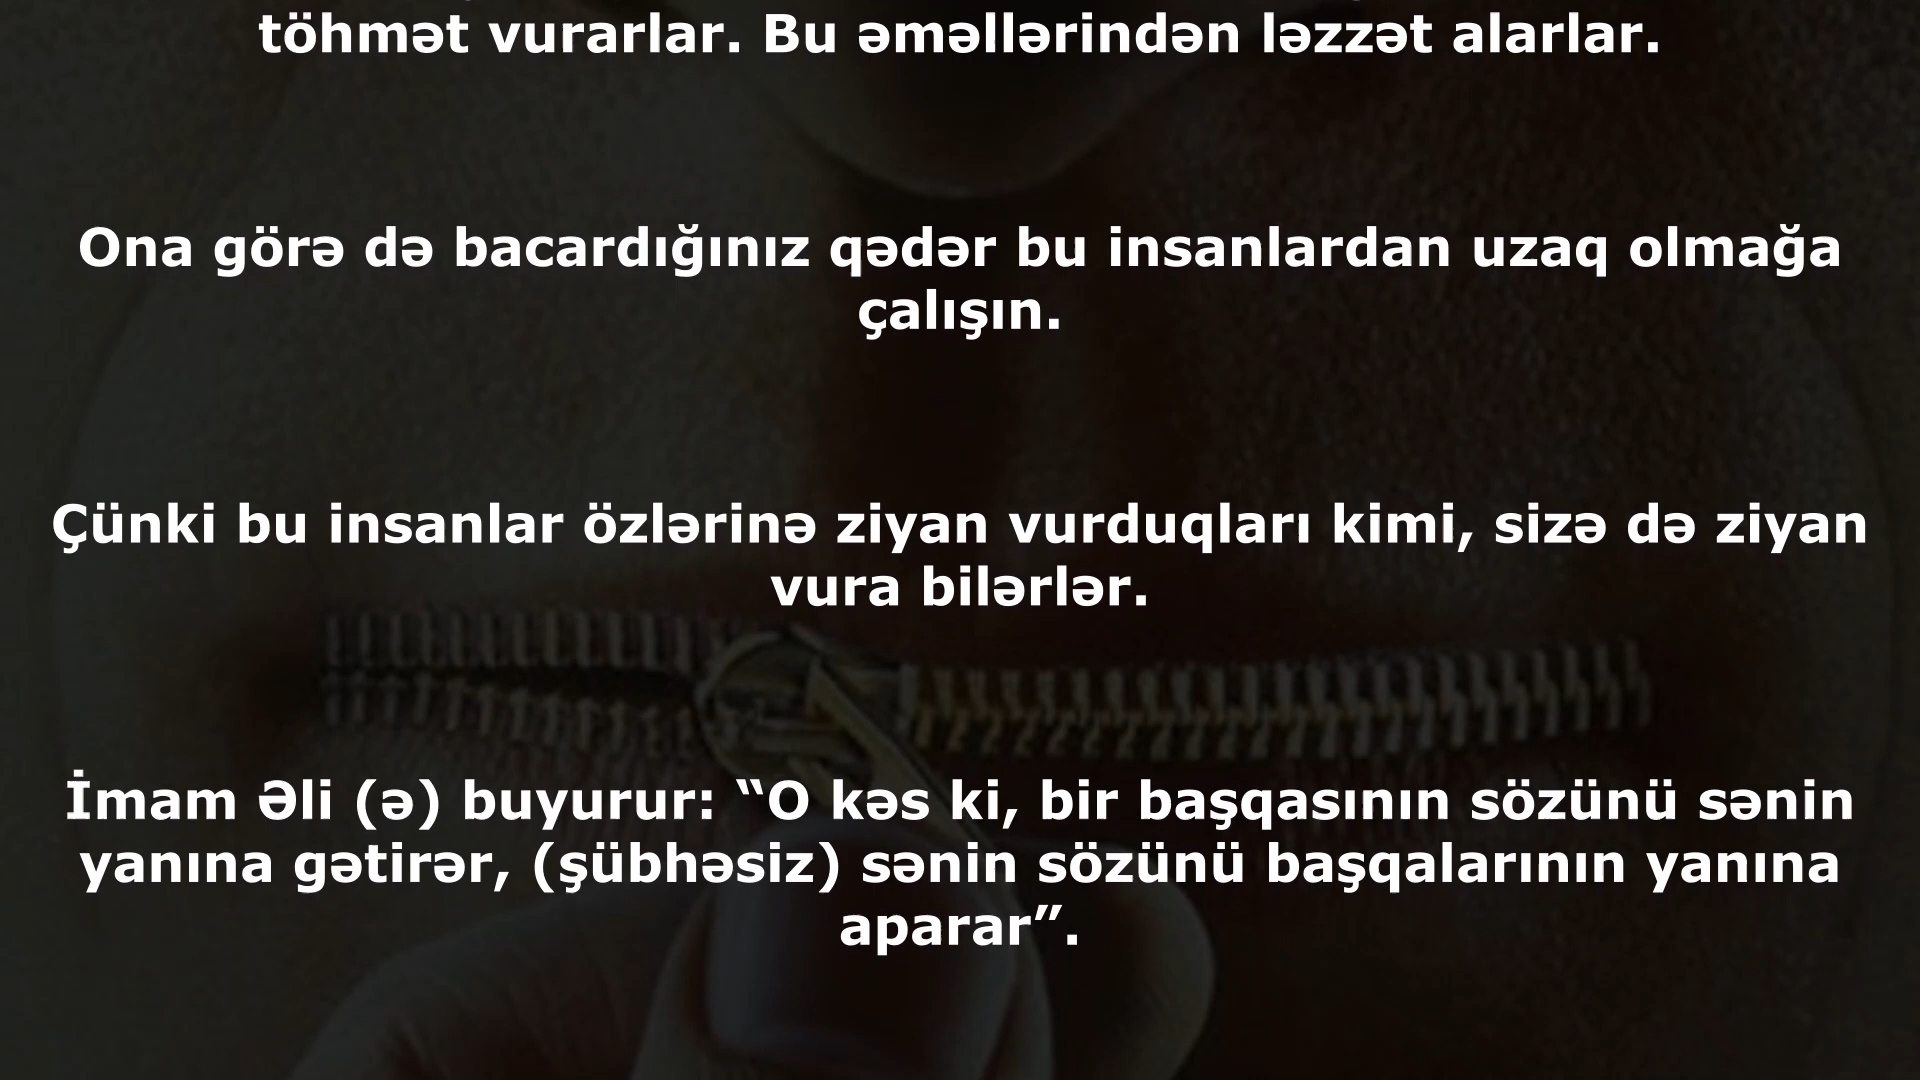 töhmət vurarlar. Bu əməllərindən ləzzət alarlar.
Ona görə də bacardığınız qədər bu insanlardan uzaq olmağa
çalışın.
Çünki bu insanlar özlərinə ziyan vurduqları kimi, sizə də ziyan
vura bilərlər.
İmam Əli (ə) buyurur: “O kəs ki, bir başqasının sözünü sənin
yanına gətirər, (şübhəsiz) sənin sözünü başqalarının yanına
aparar”.